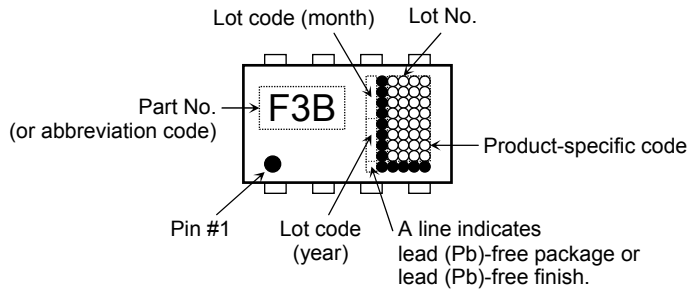 Lot code (month)
Lot No.
Part No.
(or abbreviation code)
F3B
Product-specific code
Pin #1
Lot code
(year)
A line indicates
lead (Pb)-free package or
lead (Pb)-free finish.